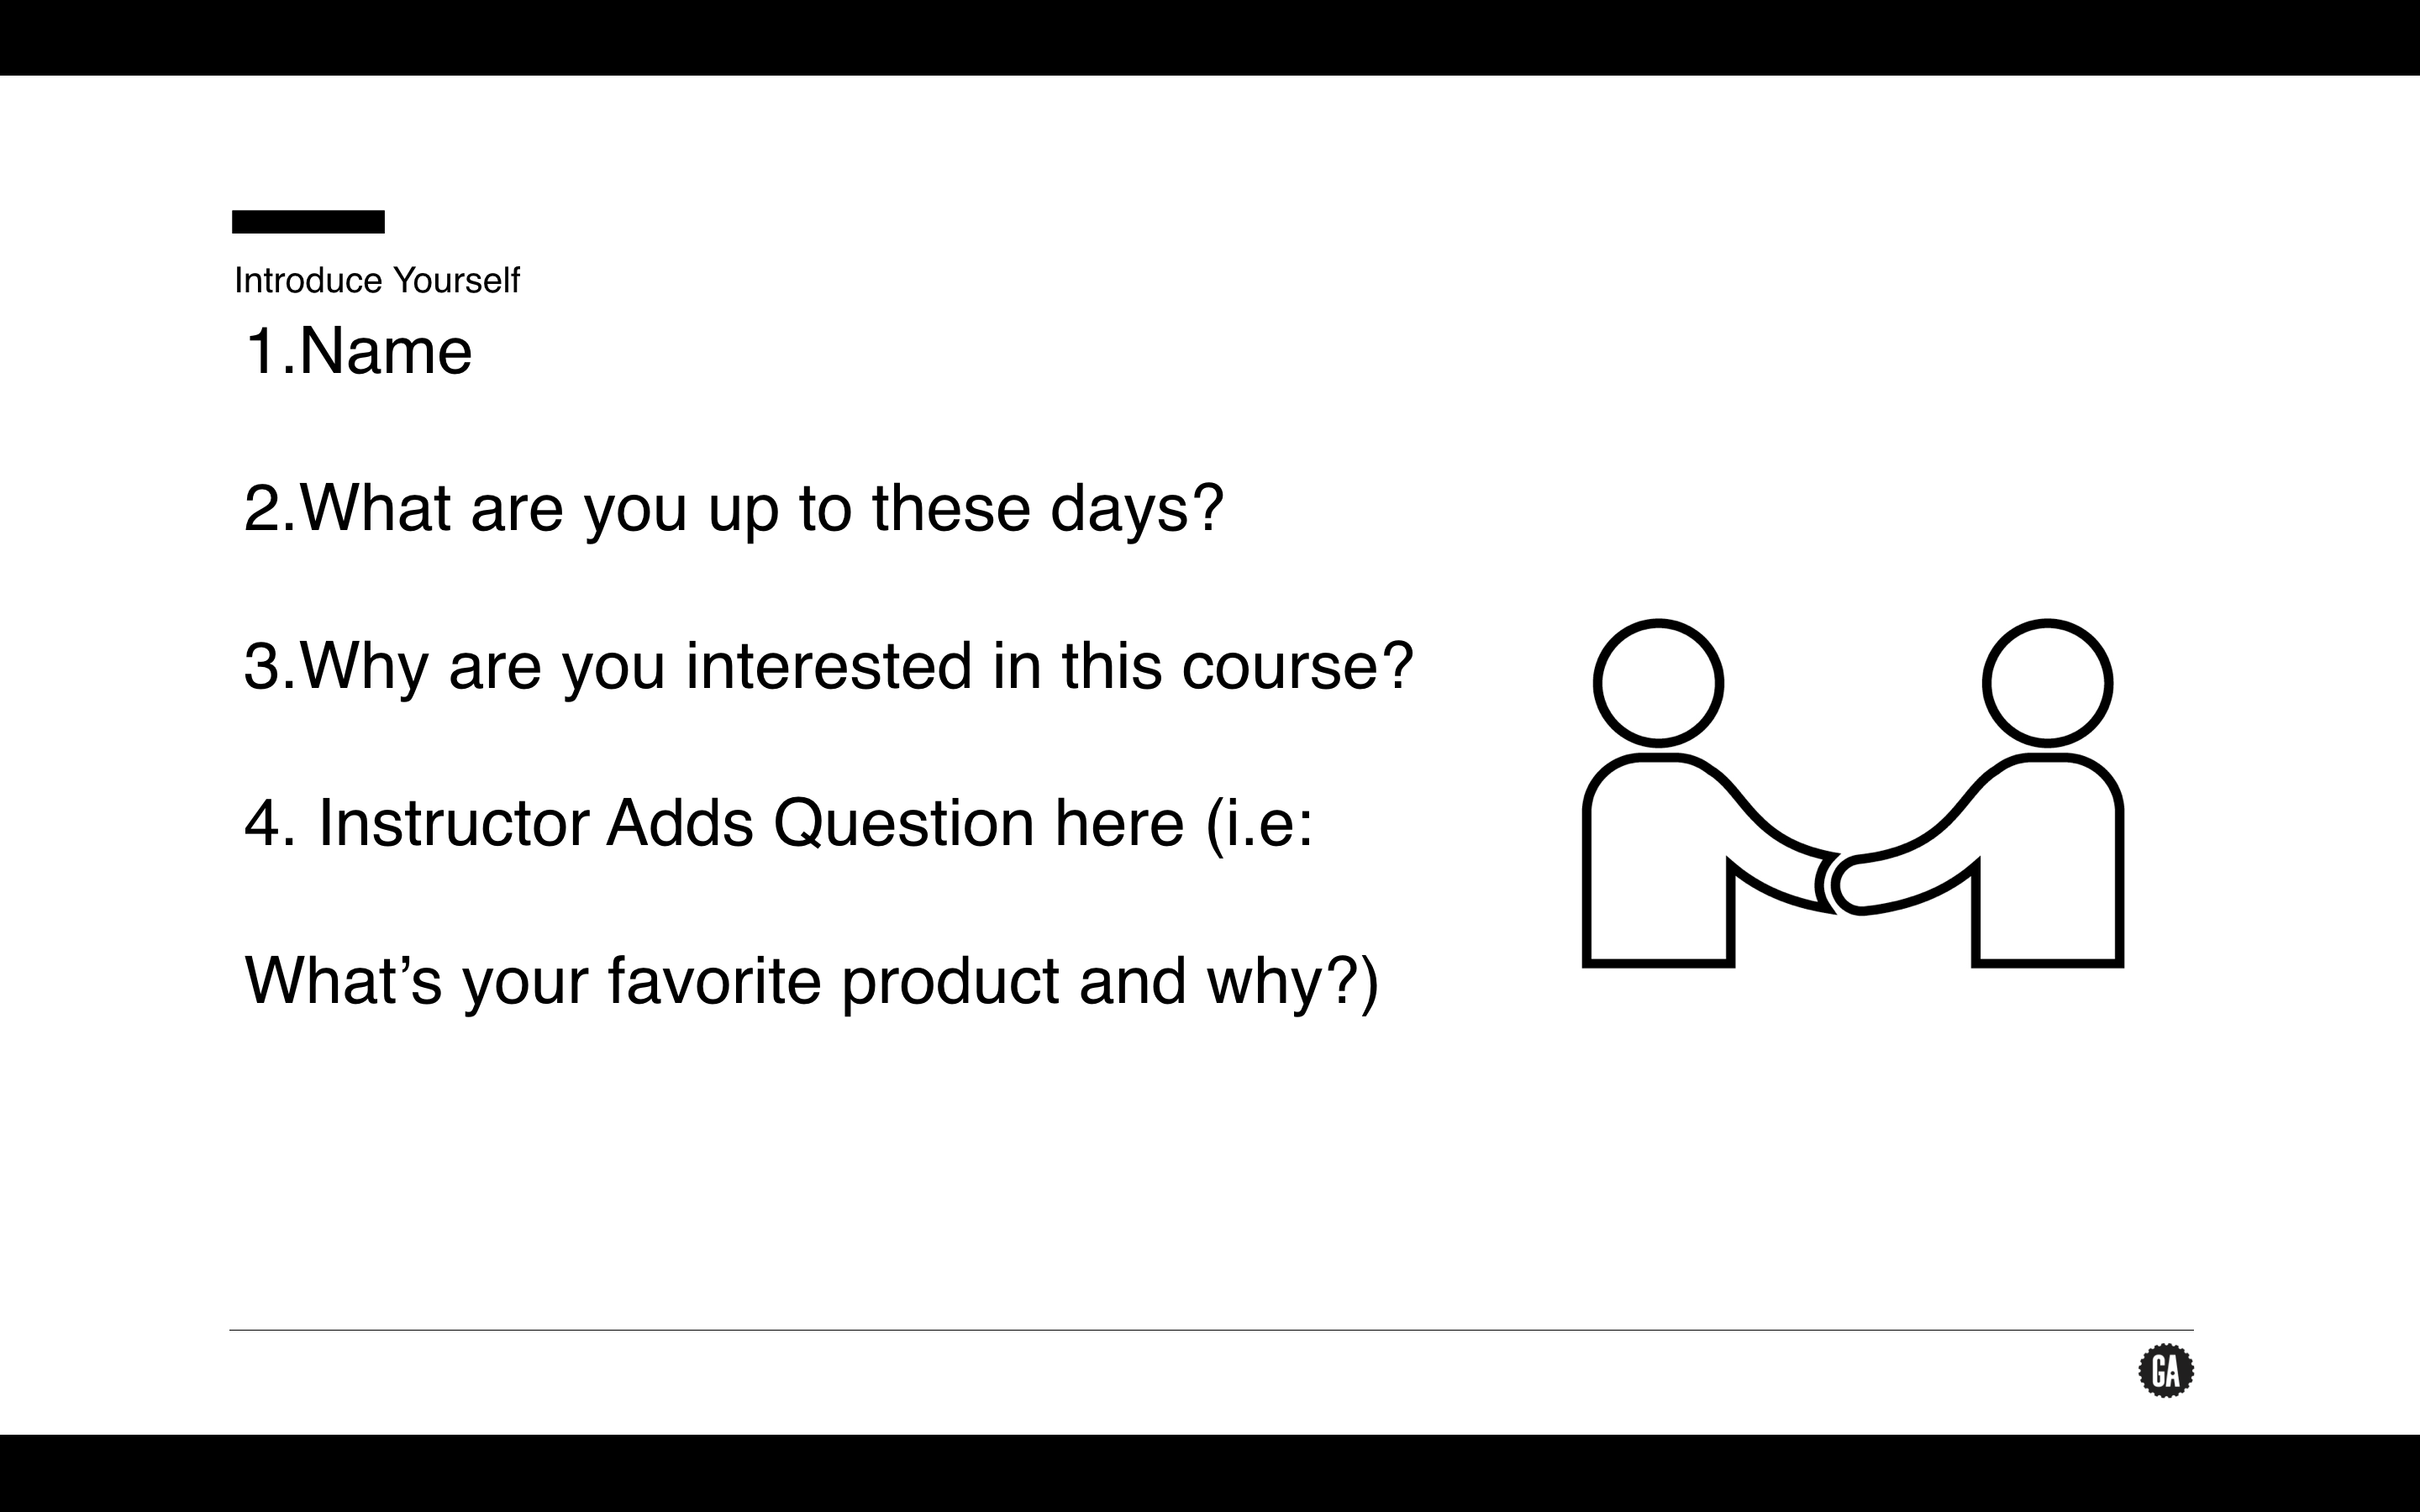 Introduce Yourself
1.Name
2.What are you up to these days?
3.Why are you interested in this course?
4. Instructor Adds Question here (i.e:
What’s your favorite product and why?)
GA